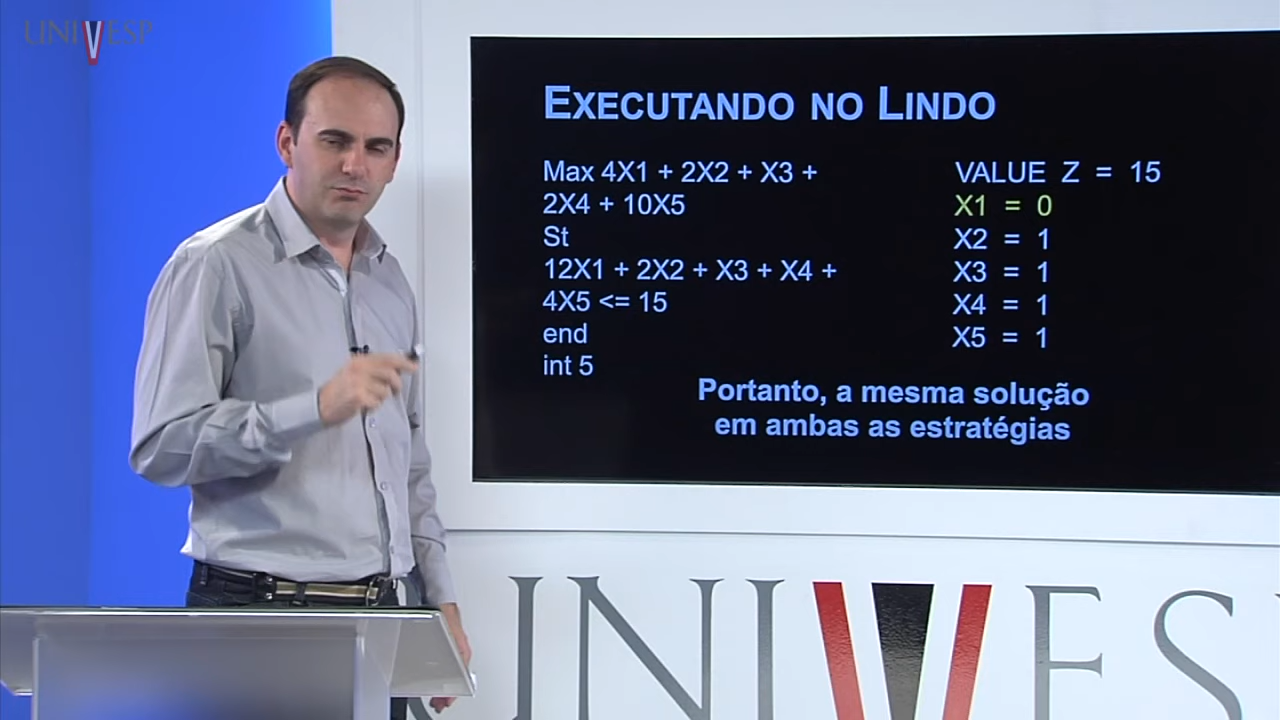 UNIVESP
EXECUTANDO NO LINDO
Max 4X1 + 2X2 + X3 +
2X4 + 10X5
St
12X1 + 2X2 + X3 + X4 +
4X5 <= 15
end
int 5
VALUE Z = 15
X1 = 0
X2 = 1
X3 = 1
X4 = 1
X5 = 1
Portanto, a mesma solução
em ambas as estratégias
UNIVES